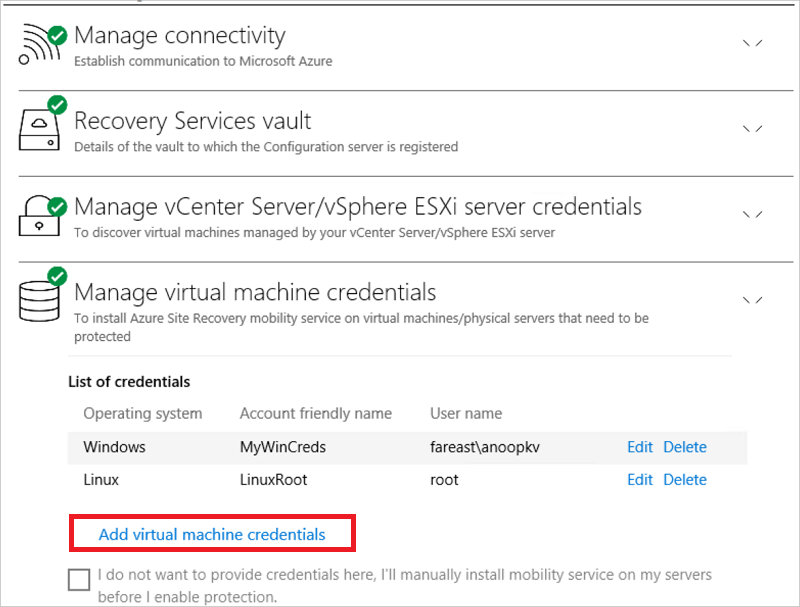 Manage connectivity
Establish communication to Microsoft Azure
Recovery Services vault
Details of the vault to which the Configuration server is registered
Manage vCenter Server/vSphere ESXi server credentials
To discover virtual machines managed by your vCenter Server/vSphere ESXi server
Manage virtual machine credentials
To install Azure Site Recovery mobility service on virtual machines/physical servers that need to be
protected
List of credentials
Operating system Account friendly name User name
Windows MyWinCreds fareast\anoopkv Edit Delete
Linux LinuxRoot root Edit Delete
Add virtual machine credentials
I do not want to provide credentials here, I'll manually install mobility service on my servers
before I enable protection.